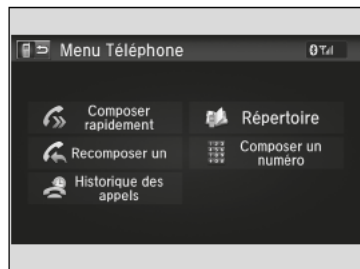 Menu Téléphone
Composer
rapidement
Répertoire
Recomposer un
Composer un
numéro
Historique des
appels